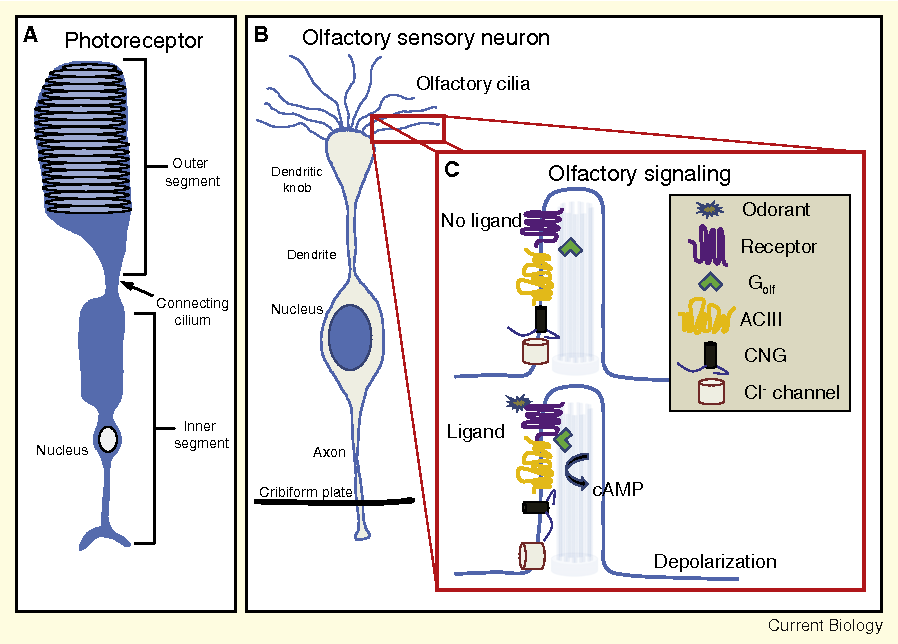 A
Photoreceptor
Outer
segment
Connecting
cilium
Inner
segment
Nucleus
B
Olfactory sensory neuron
Olfactory cilia
Dendritic
knob
Dendrite
Nucleus
Axon
Cribiform plate
C
Olfactory signaling
No ligand
Odorant
Receptor
Golf
ACIII
CNG
Cl- channel
Ligand
cAMP
Depolarization
Current Biology